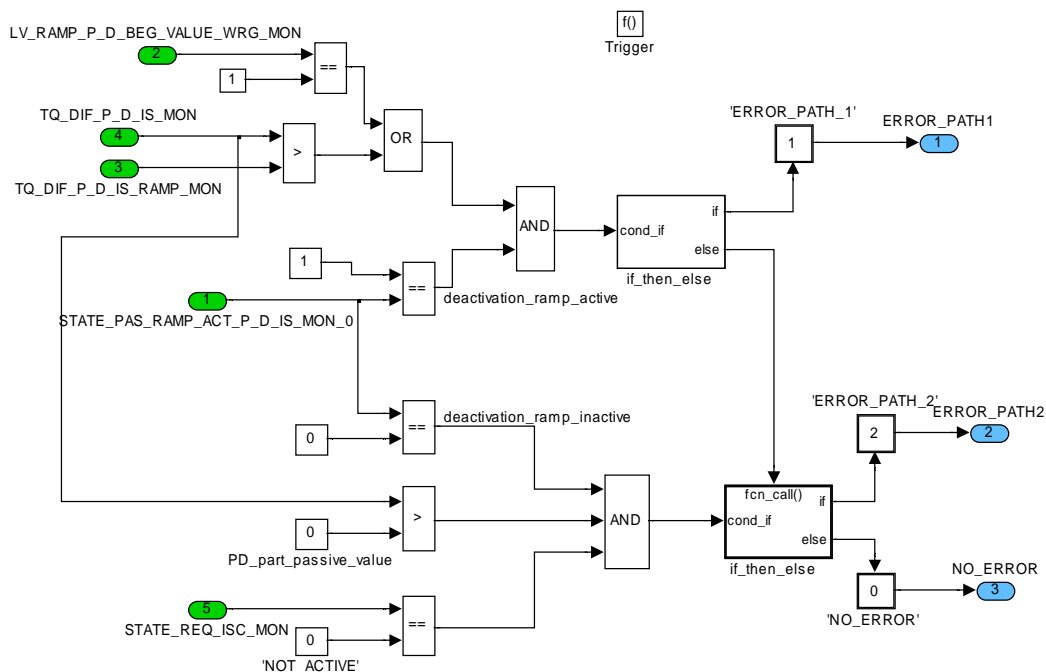 LV_RAMP_P_D_BEG_VALUE_WRG_MON
2
1
==
f()
Trigger
TQ_DIF_P_D_IS_MON
4
3
TQ_DIF_P_D_IS_RAMP_MON
>
OR
'ERROR_PATH_1'
1
ERROR_PATH1
1
AND
cond_if
if
else
if_then_else
1
==
deactivation_ramp_active
1
STATE_PAS_RAMP_ACT_P_D_IS_MON_0
==
deactivation_ramp_inactive
0
'ERROR_PATH_2'
2
ERROR_PATH2
2
>
0
PD_part_passive_value
AND
fcn_call()
cond_if
if
else
if_then_else
0
'NO_ERROR'
NO_ERROR
3
5
STATE_REQ_ISC_MON
==
0
'NOT_ACTIVE'